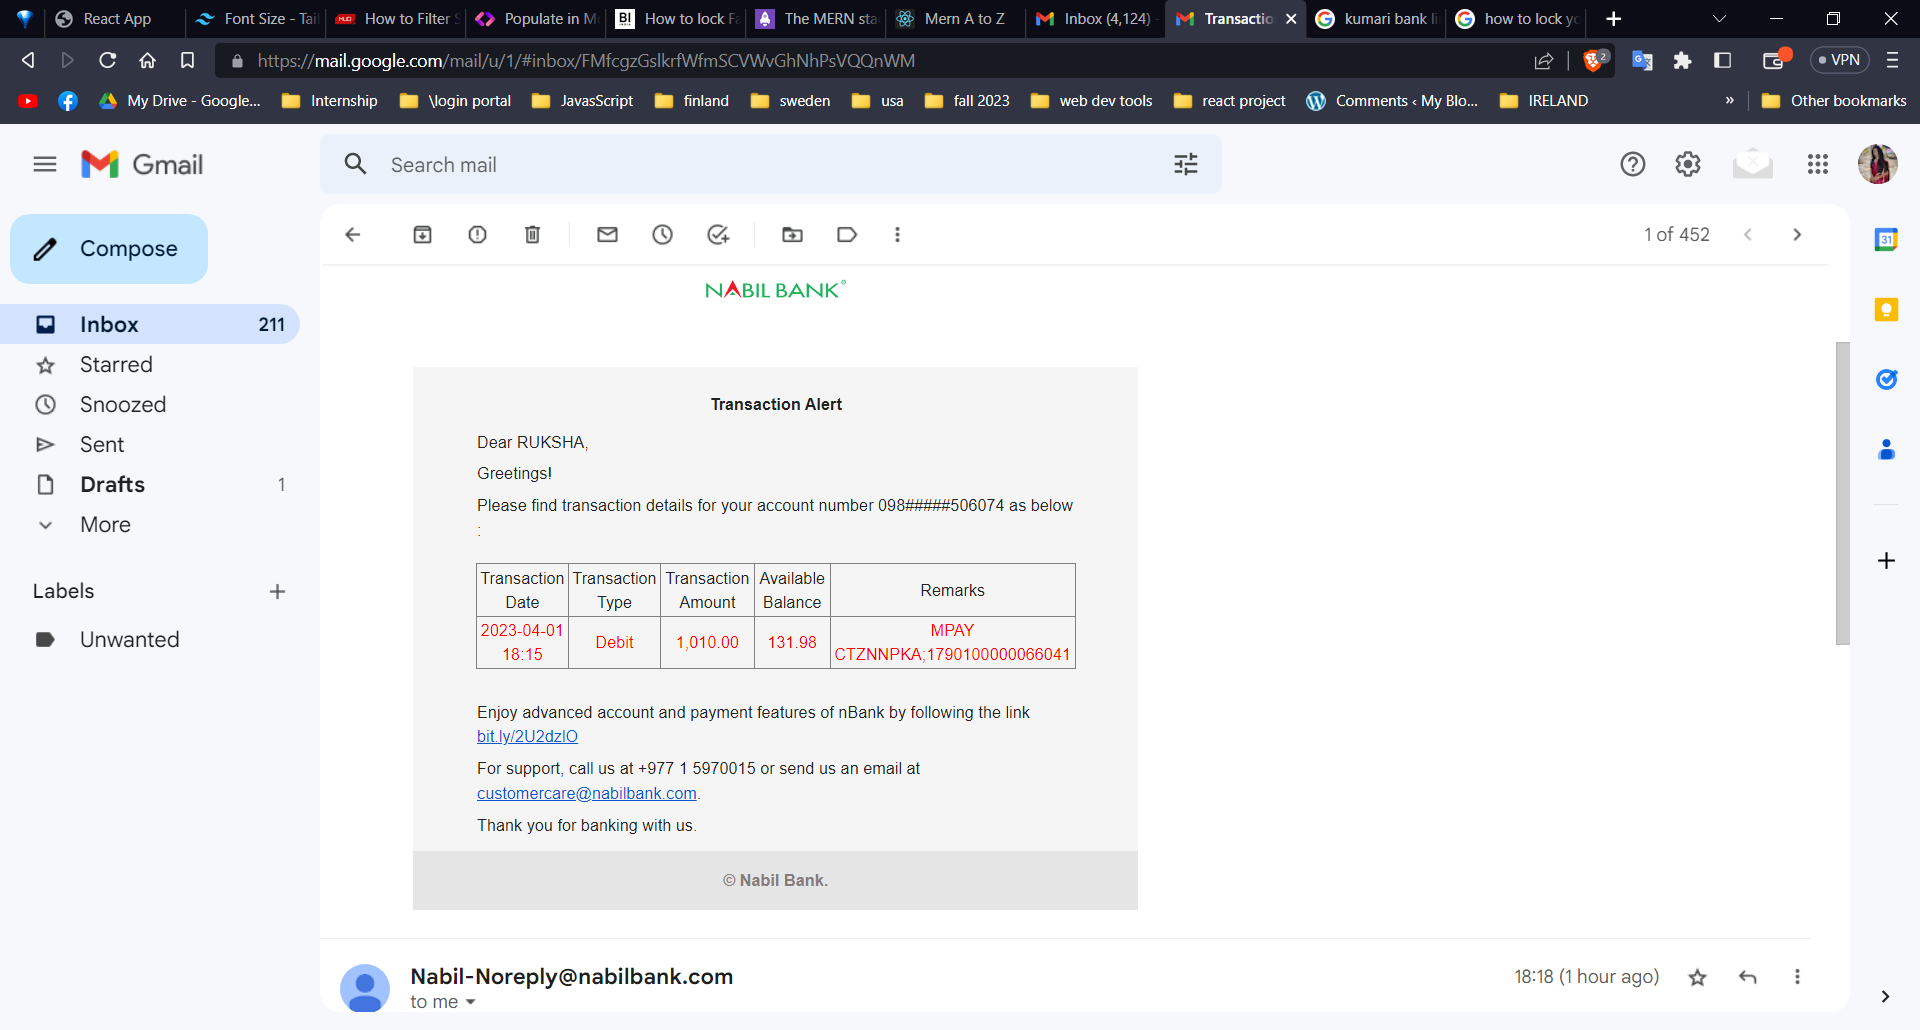 React App
Font Size - Tail
How to Filter S
Populate in Mo
How to lock Fa
The MERN sta
Mern A to Z
Inbox (4,124) -
Transactio
kumari bank li
how to lock yo
https://mail.google.com/mail/u/1/#inbox/FMfcgzGslkrfWfmSCVWvGhNhPsVQQnWM
2
VPN
My Drive - Google...
Internship
\login portal
JavasScript
finland
sweden
usa
fall 2023
web dev tools
react project
Comments ‹ My Blo...
IRELAND
»
Other bookmarks
Gmail
Search mail
Compose
1 of 452
Inbox 211
Starred
Snoozed
Sent
Drafts 1
More
Labels
Unwanted
NABIL BANK
Transaction Alert
Dear RUKSHA,
Greetings!
Please find transaction details for your account number 098#####506074 as below
:
Transaction Date
Transaction Type
Transaction Amount
Available Balance
Remarks
2023-04-01 18:15
Debit
1,010.00
131.98
MPAY
CTZNNPKA;1790100000066041
Enjoy advanced account and payment features of nBank by following the link
bit.ly/2U2dzlO
For support, call us at +977 1 5970015 or send us an email at
customercare@nabilbank.com.
Thank you for banking with us.
© Nabil Bank.
Nabil-Noreply@nabilbank.com
18:18 (1 hour ago)
to me
31